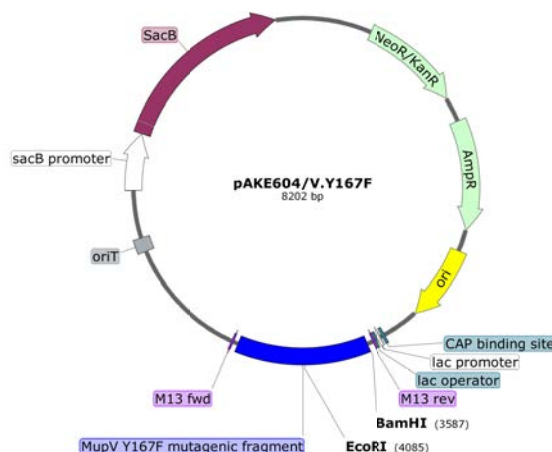 SacB
NeoR/KanR
AmpR
sacB promoter
pAKE604/V.Y167F
8202 bp
oriT
ori
CAP binding site
lac promoter
lac operator
M13 fwd
M13 rev
BamHI (3587)
MupV Y167F mutagenic fragment
EcoRI (4085)